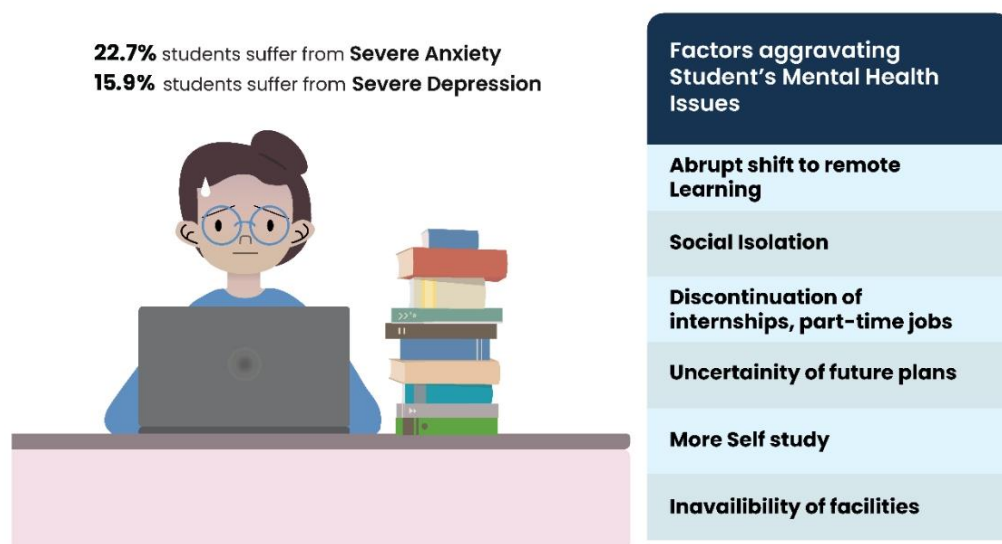 22.7% students suffer from Severe Anxiety
15.9% students suffer from Severe Depression
Factors aggravating
Student's Mental Health
Issues
Abrupt shift to remote
Learning
Social Isolation
Discontinuation of
internships, part-time jobs
Uncertainity of future plans
More Self study
Inavailibility of facilities